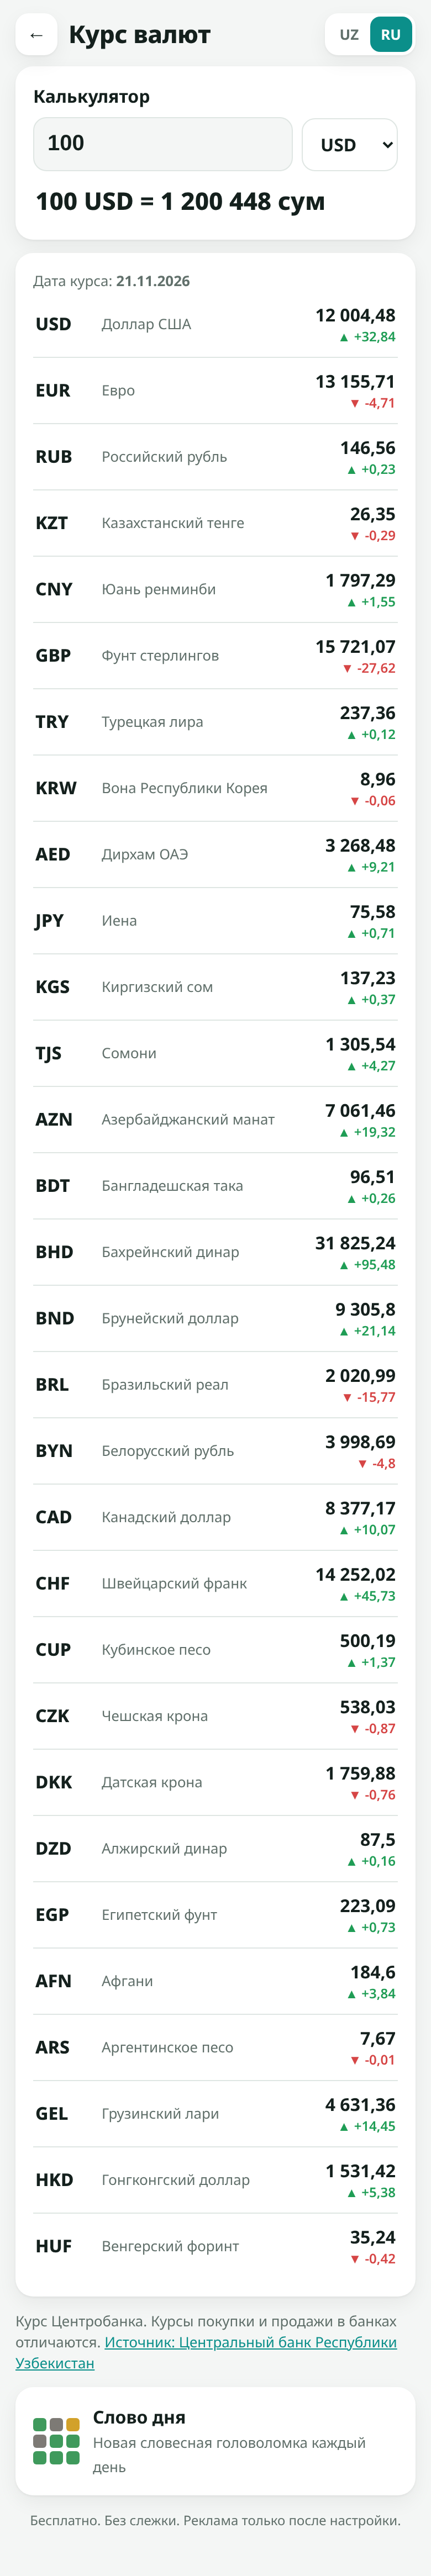 ←
Курс валют
UZ
RU
Калькулятор
100
USD
100 USD = 1 200 448 сум
Дата курса: 21.11.2026
USD Доллар США 12 004,48
▲ +32,84
EUR Евро 13 155,71
▼ -4,71
RUB Российский рубль 146,56
▲ +0,23
KZT Казахстанский тенге 26,35
▼ -0,29
CNY Юань ренминби 1 797,29
▲ +1,55
GBP Фунт стерлингов 15 721,07
▼ -27,62
TRY Турецкая лира 237,36
▲ +0,12
KRW Вона Республики Корея 8,96
▼ -0,06
AED Дирхам ОАЭ 3 268,48
▲ +9,21
JPY Иена 75,58
▲ +0,71
KGS Киргизский сом 137,23
▲ +0,37
TJS Сомони 1 305,54
▲ +4,27
AZN Азербайджанский манат 7 061,46
▲ +19,32
BDT Бангладешская така 96,51
▲ +0,26
BHD Бахрейнский динар 31 825,24
▲ +95,48
BND Брунейский доллар 9 305,8
▲ +21,14
BRL Бразильский реал 2 020,99
▼ -15,77
BYN Белорусский рубль 3 998,69
▼ -4,8
CAD Канадский доллар 8 377,17
▲ +10,07
CHF Швейцарский франк 14 252,02
▲ +45,73
CUP Кубинское песо 500,19
▲ +1,37
CZK Чешская крона 538,03
▼ -0,87
DKK Датская крона 1 759,88
▼ -0,76
DZD Алжирский динар 87,5
▲ +0,16
EGP Египетский фунт 223,09
▲ +0,73
AFN Афгани 184,6
▲ +3,84
ARS Аргентинское песо 7,67
▼ -0,01
GEL Грузинский лари 4 631,36
▲ +14,45
HKD Гонгконгский доллар 1 531,42
▲ +5,38
HUF Венгерский форинт 35,24
▼ -0,42
Курс Центробанка. Курсы покупки и продажи в банках
отличаются. Источник: Центральный банк Республики
Узбекистан
Слово дня
Новая словесная головоломка каждый
день
Бесплатно. Без слежки. Реклама только после настройки.